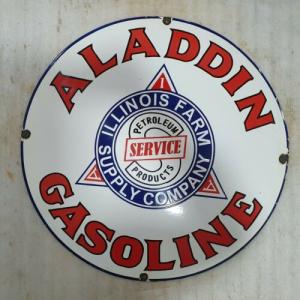 ALADDIN
I
ILLINOIS FARM
PETROLEUM
SERVICE
PRODUCTS
SUPPLY COMPANY
GASOLINE